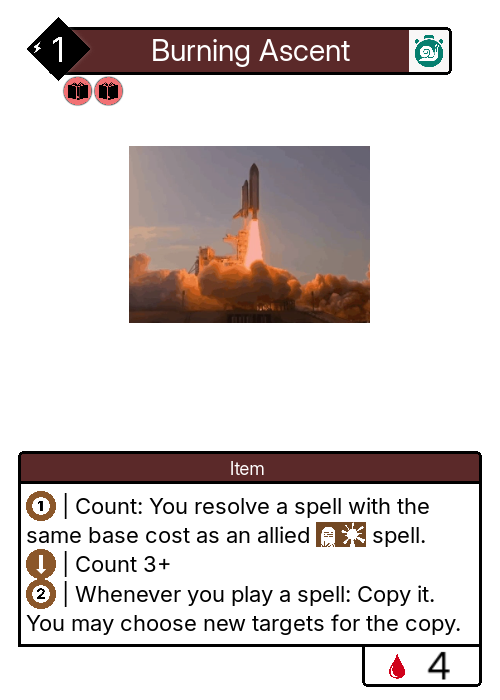 1
Burning Ascent
Item
1 | Count: You resolve a spell with the
same base cost as an allied spell.
| Count 3+
2 | Whenever you play a spell: Copy it.
You may choose new targets for the copy.
4